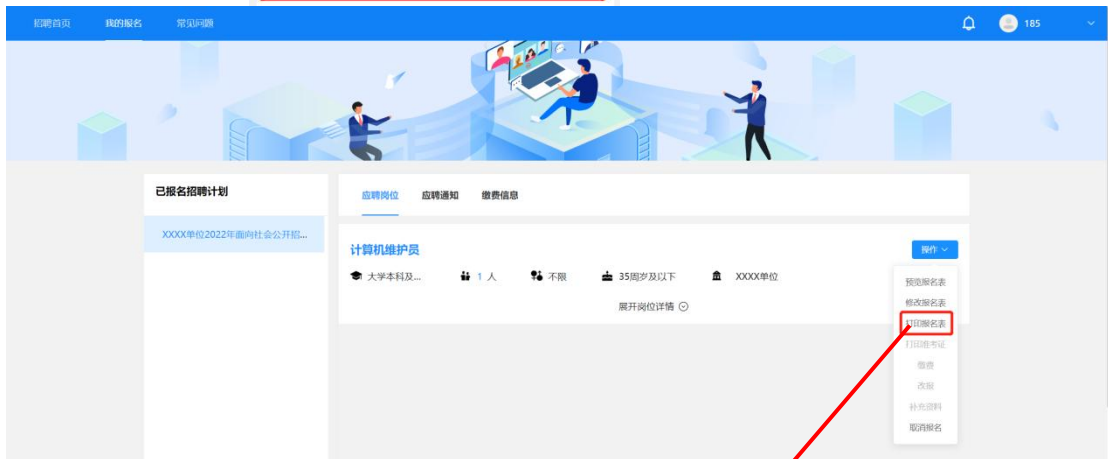 招聘首页 我的报名 常见问题 185
已报名招聘计划 应聘岗位 应聘通知 缴费信息
XXXX单位2022年面向社会公开招...
计算机维护员 操作
大学本科及... 1 人 不限 35周岁及以下 XXXX单位
展开岗位详情
预览报名表
修改报名表
打印报名表
打印准考证
缴费
改报
补充资料
取消报名